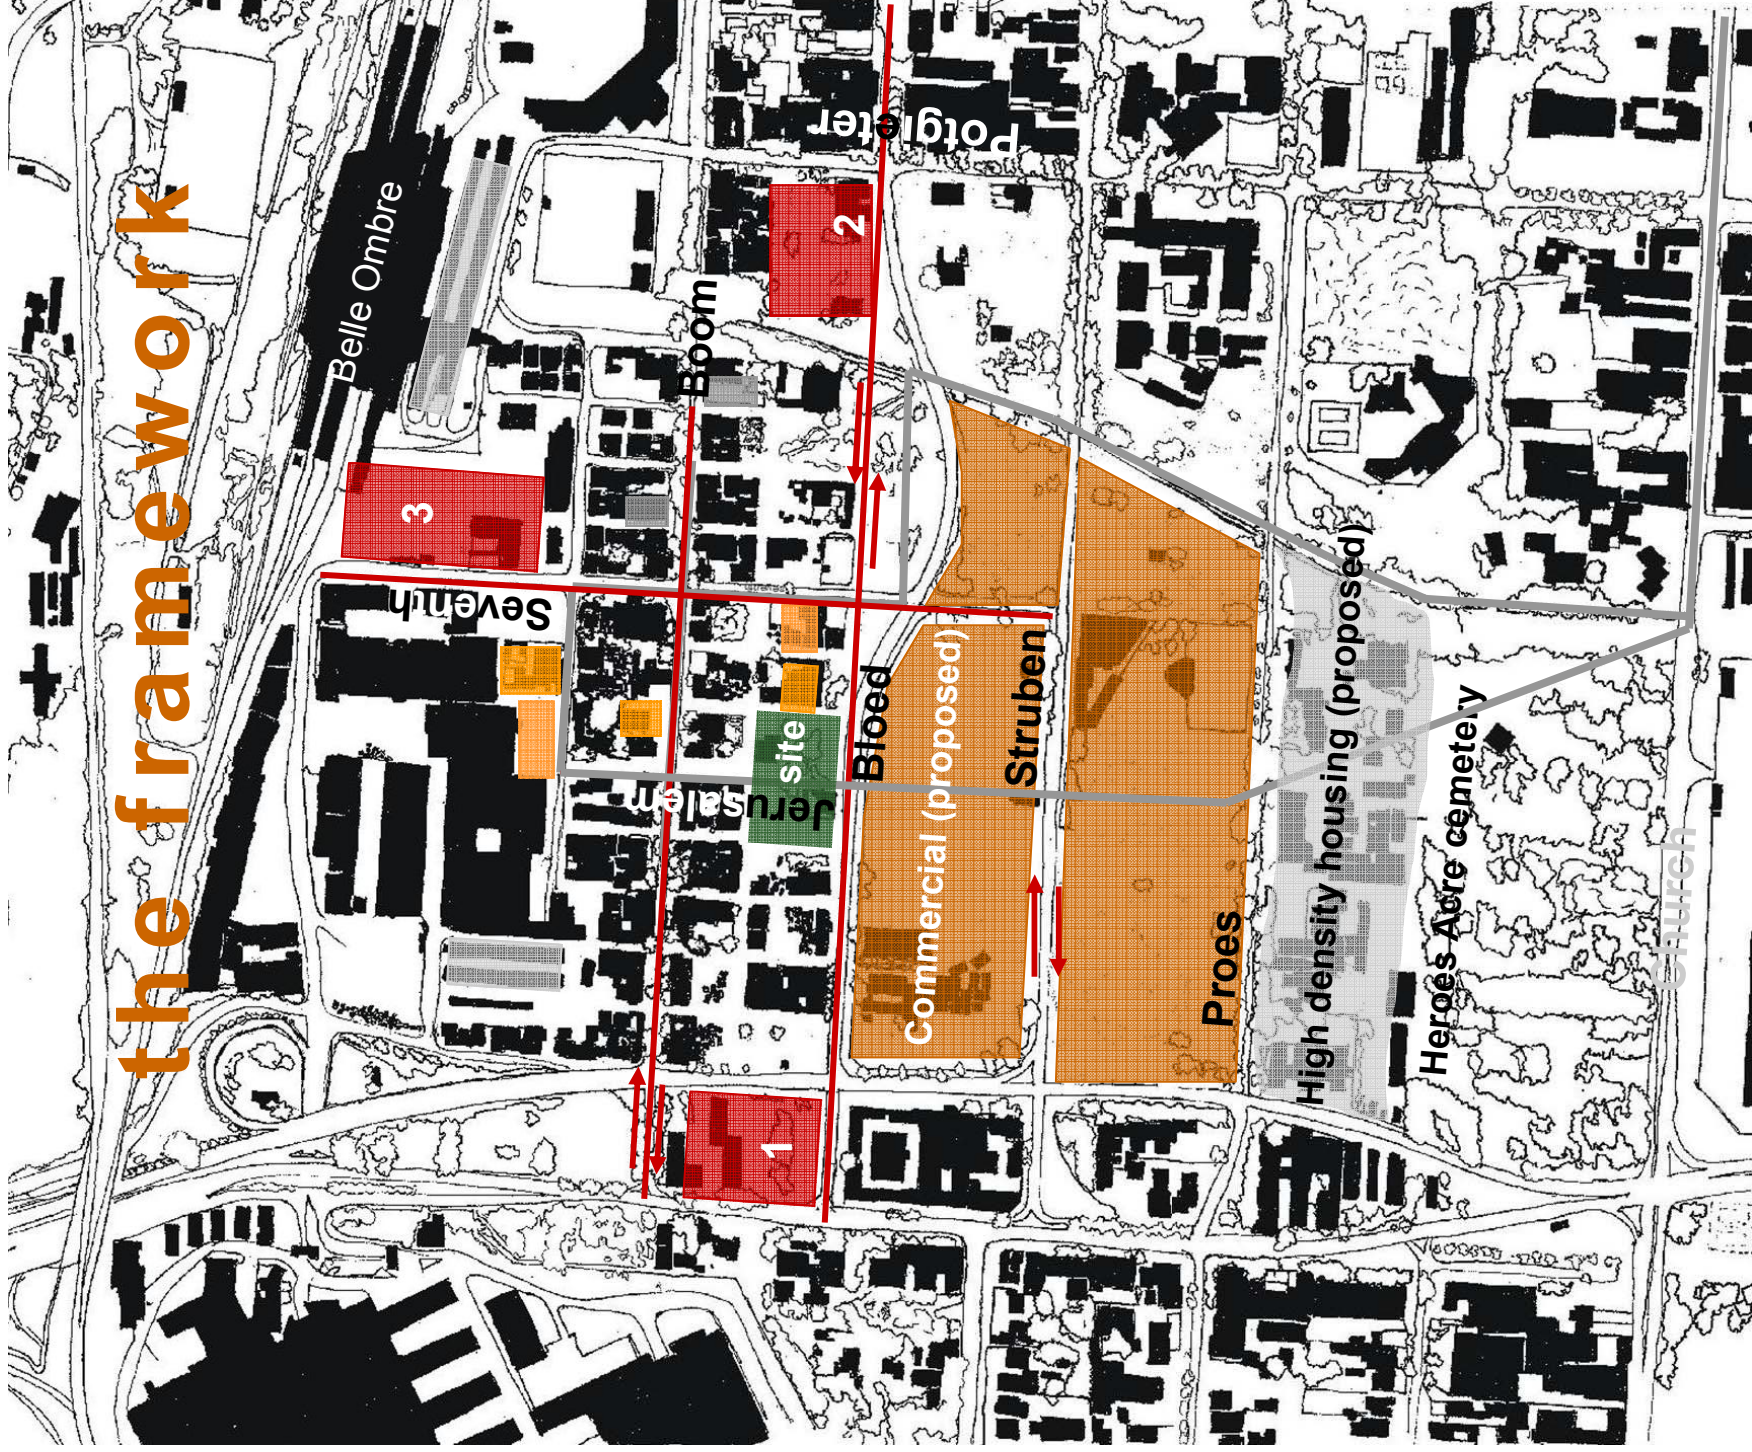 the framework
Belle Ombre
Potgieter
2
Boom
3
Seventh
site
Jerusalem
Bloed
Commercial (proposed)
Struben
Proes
High density housing (proposed)
Heroes Acre cemetery
church
1